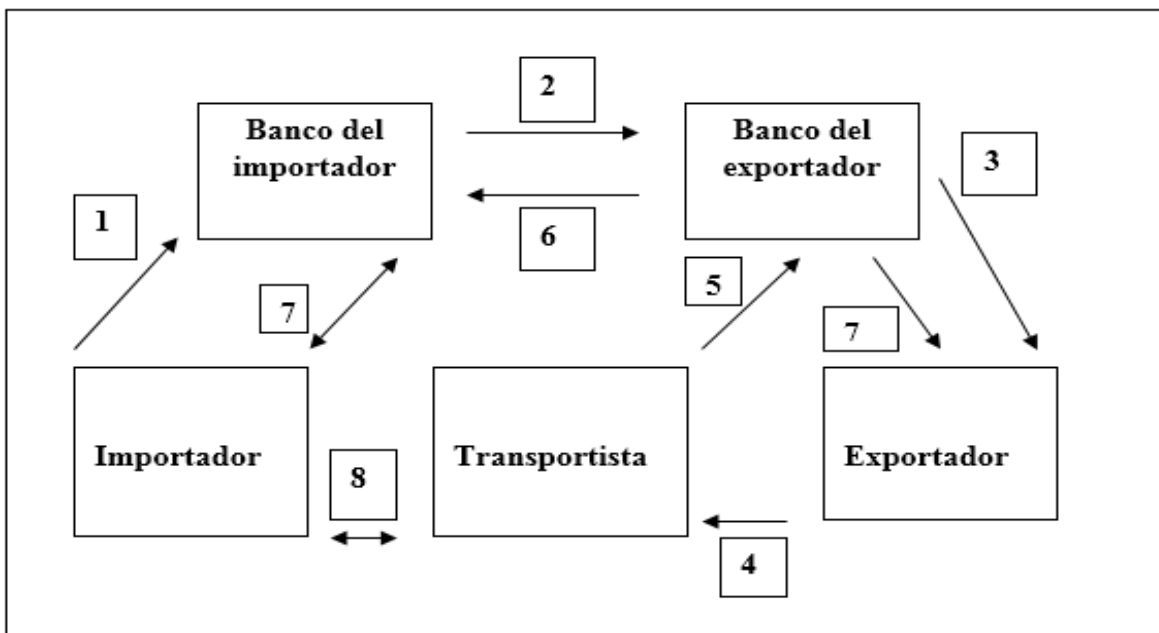 2
Banco del
importador
Banco del
exportador
3
1
6
5
7
7
Importador
Transportista
Exportador
8
4